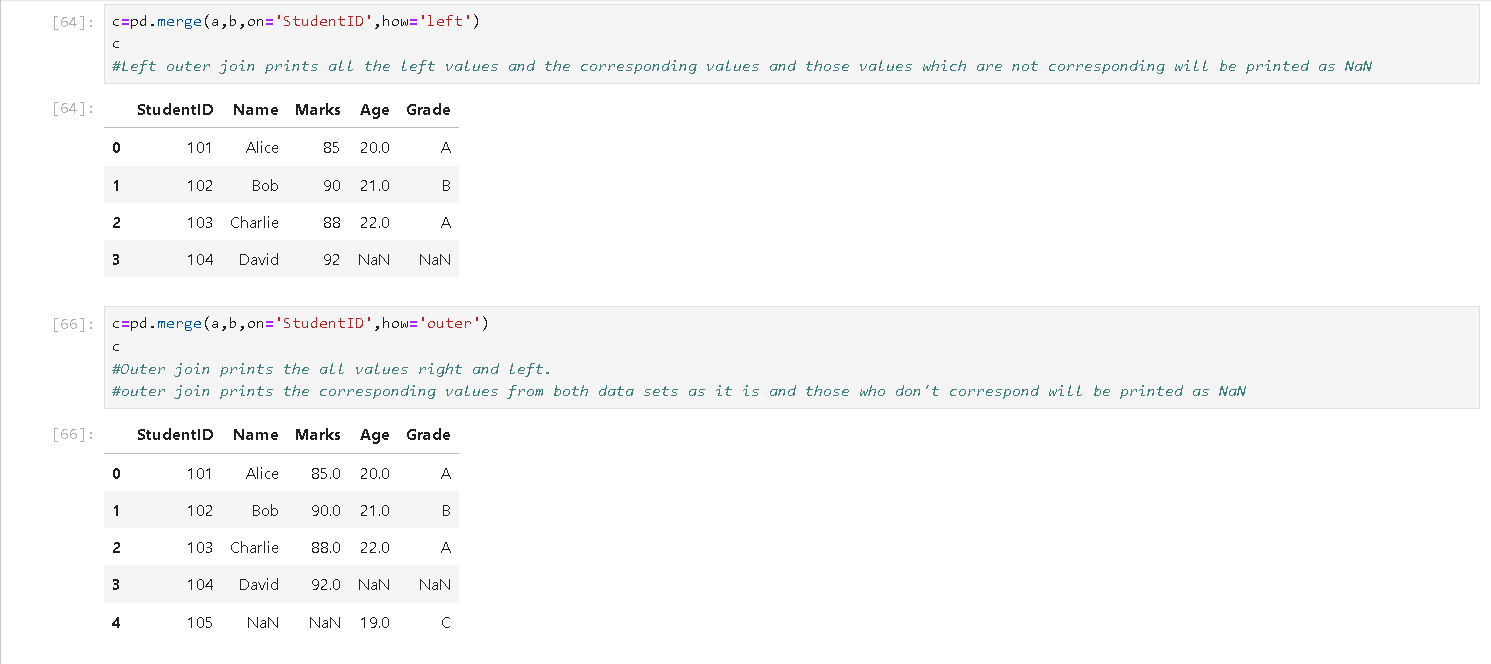 [64]: c=pd.merge(a,b,on='StudentID',how='left')
c
#Left outer join prints all the left values and the corresponding values and those values which are not corresponding will be printed as NaN
[64]: StudentID Name Marks Age Grade
0 101 Alice 85 20.0 A
1 102 Bob 90 21.0 B
2 103 Charlie 88 22.0 A
3 104 David 92 NaN NaN
[66]: c=pd.merge(a,b,on='StudentID',how='outer')
c
#Outer join prints the all values right and left.
#outer join prints the corresponding values from both data sets as it is and those who don't correspond will be printed as NaN
[66]: StudentID Name Marks Age Grade
0 101 Alice 85.0 20.0 A
1 102 Bob 90.0 21.0 B
2 103 Charlie 88.0 22.0 A
3 104 David 92.0 NaN NaN
4 105 NaN NaN 19.0 C